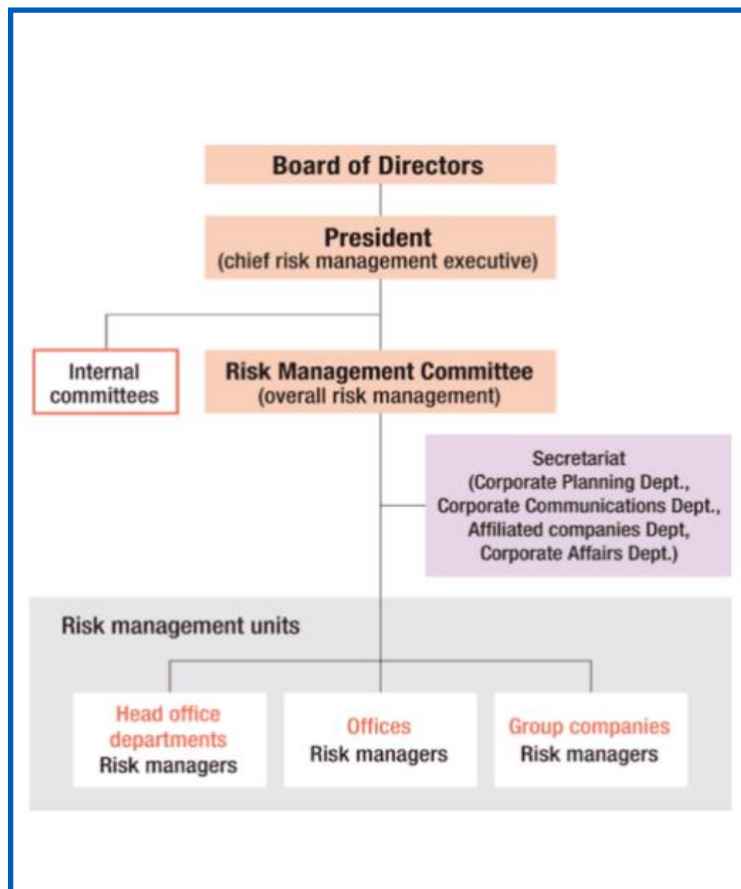 Board of Directors
President
(chief risk management executive)
Internal
committees
Risk Management Committee
(overall risk management)
Secretariat
(Corporate Planning Dept.,
Corporate Communications Dept.,
Affiliated companies Dept,
Corporate Affairs Dept.)
Risk management units
Head office
departments
Risk managers
Offices
Risk managers
Group companies
Risk managers